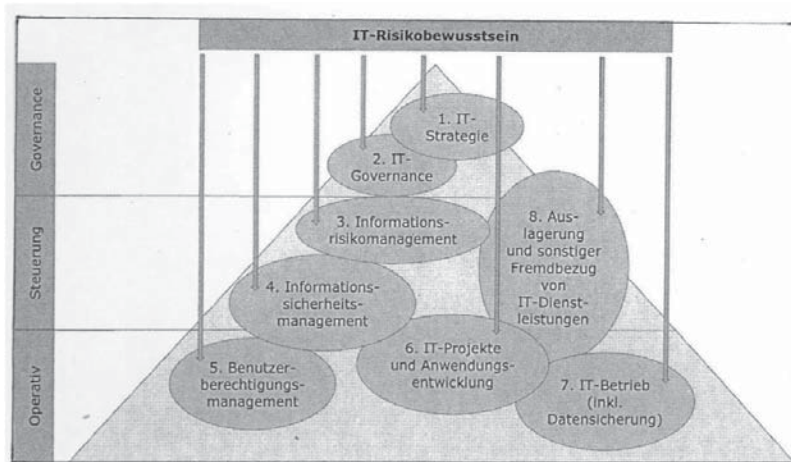 IT-Risikobewusstsein
Governance
1. IT-
Strategie
2. IT-
Governance
Steuerung
3. Informations-
risikomanagement
8. Aus-
lagerung
und sonstiger
Fremdbezug
von
IT-Dienst-
leistungen
4. Informations-
sicherheits-
management
Operativ
5. Benutzer-
berechtigungs-
management
6. IT-Projekte
und Anwendungs-
entwicklung
7. IT-Betrieb
(inkl.
Datensicherung)